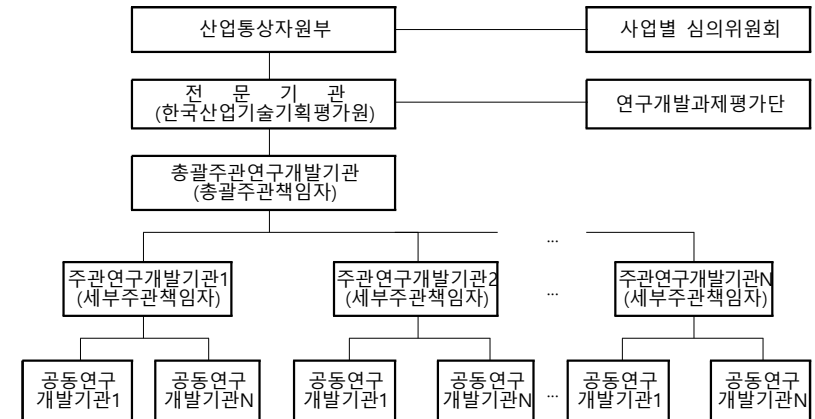 산업통상자원부
사업별 심의위원회
전 문 기 관
(한국산업기술기획평가원)
연구개발과제평가단
총괄주관연구개발기관
(총괄주관책임자)
...
주관연구개발기관1
(세부주관책임자)
주관연구개발기관2
(세부주관책임자)
...
주관연구개발기관N
(세부주관책임자)
공동연구
개발기관1
공동연구
개발기관N
공동연구
개발기관1
공동연구
개발기관N
...
공동연구
개발기관1
공동연구
개발기관N